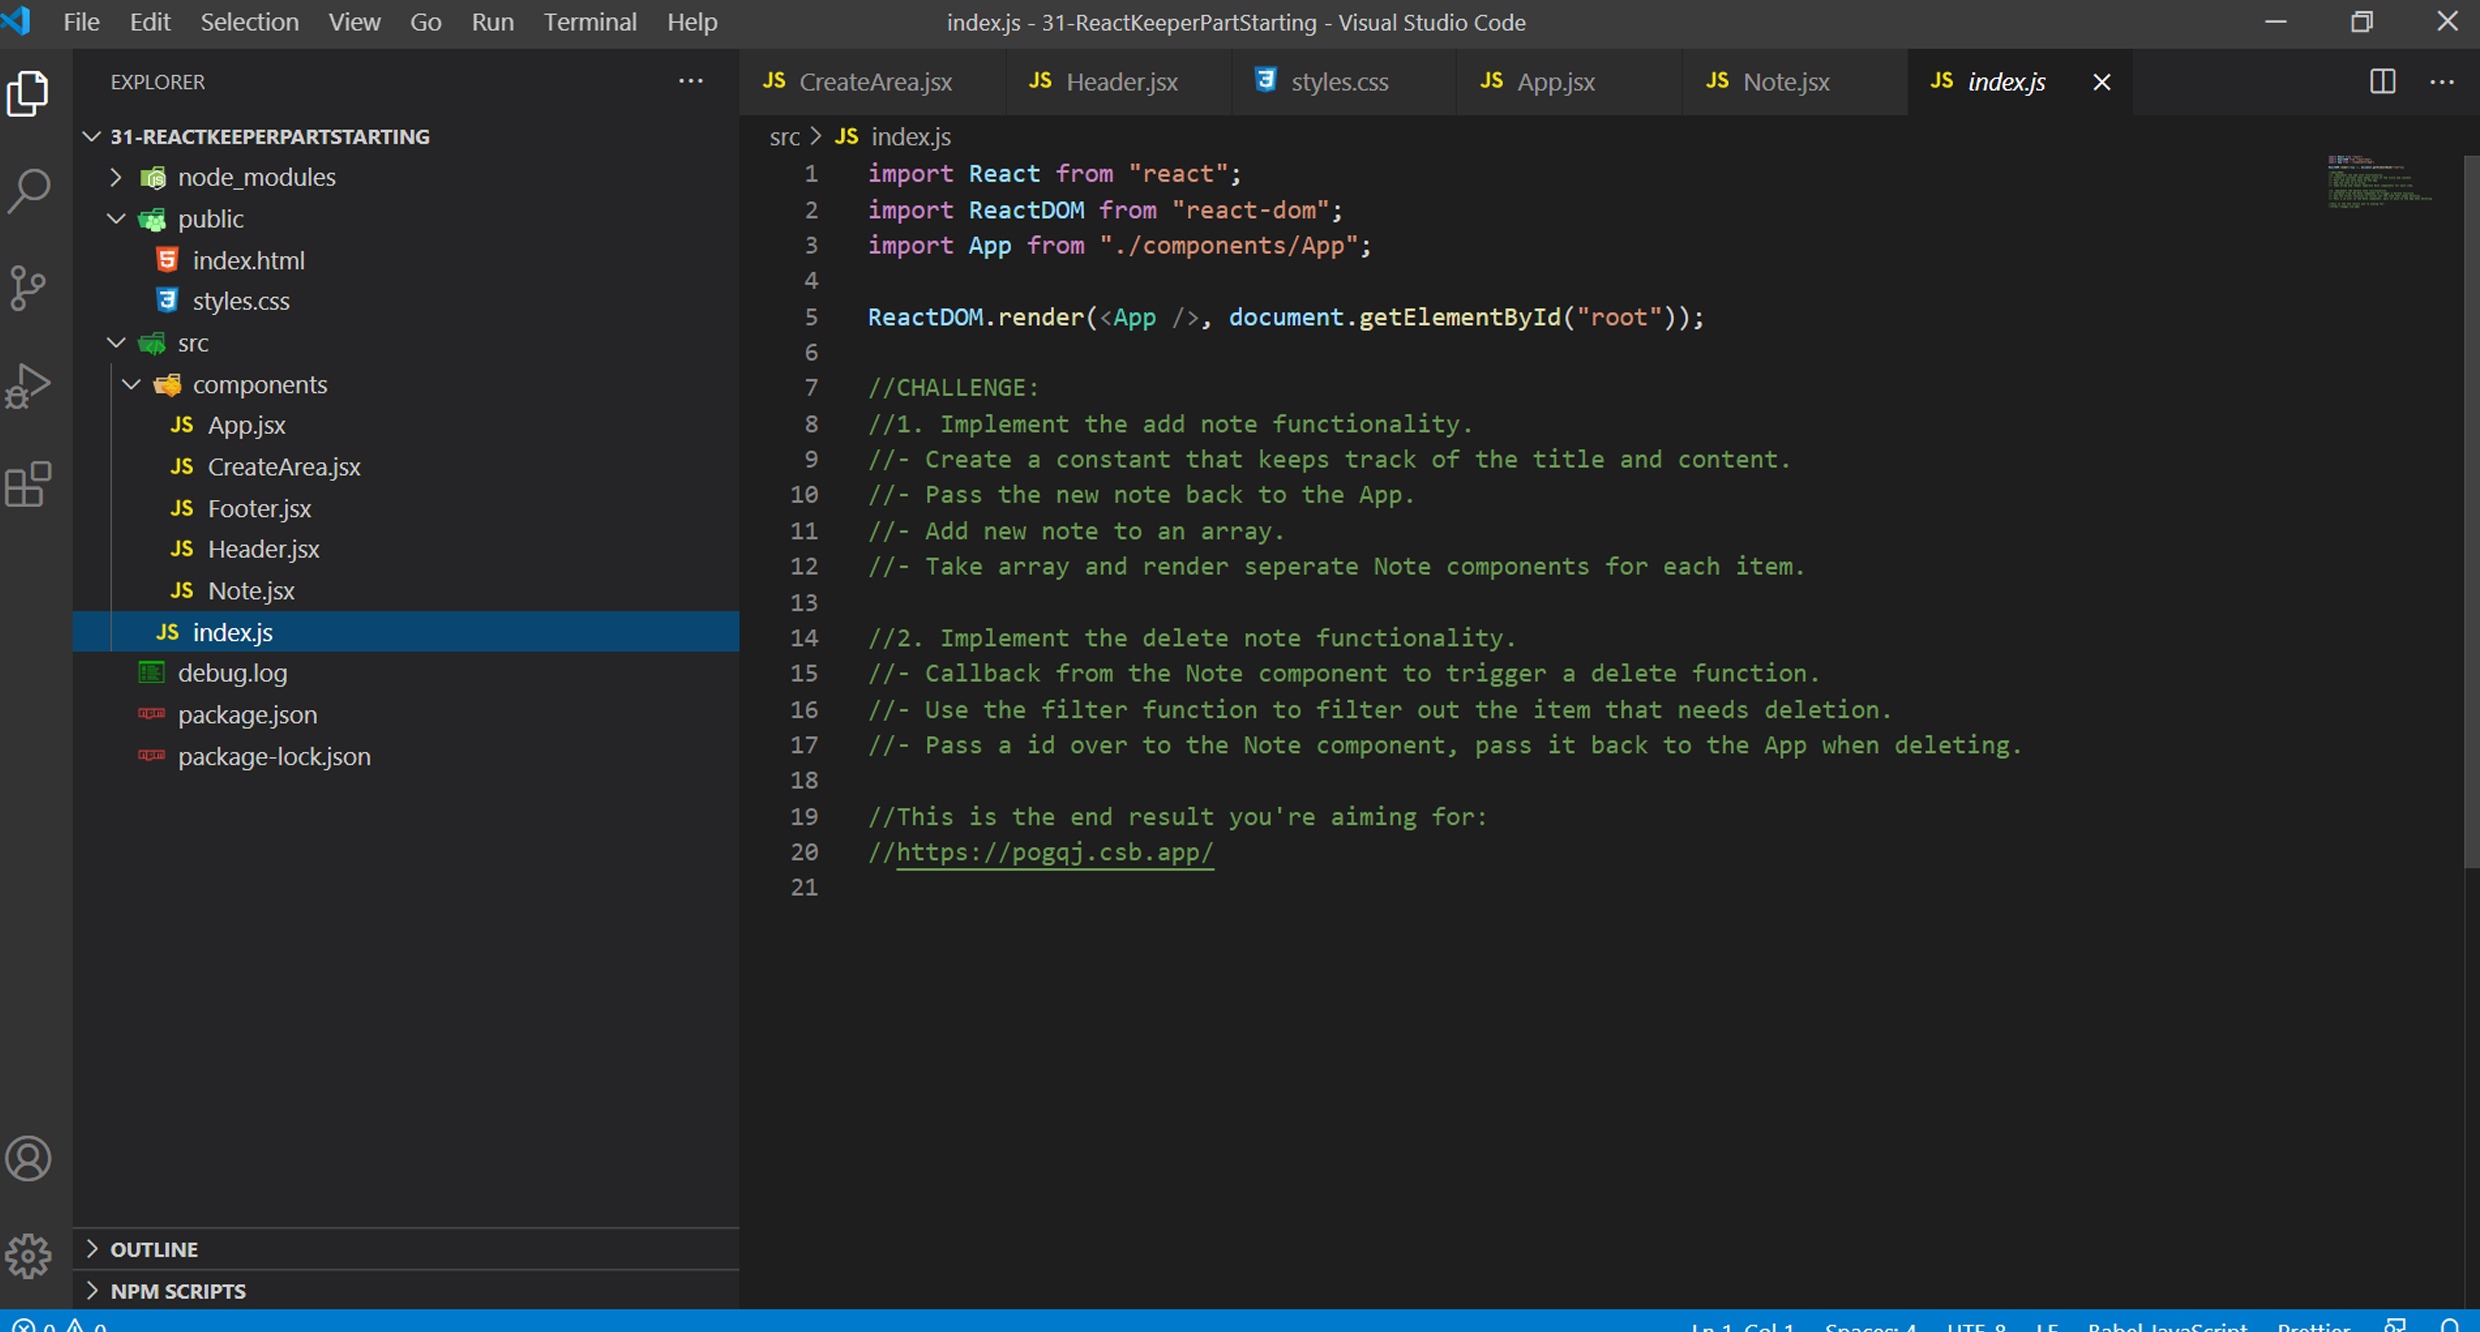 File Edit Selection View Go Run Terminal Help
index.js - 31-ReactKeeperPartStarting - Visual Studio Code
EXPLORER
31-REACTKEEPERPARTSTARTING
node_modules
public
index.html
styles.css
src
components
JS App.jsx
JS CreateArea.jsx
JS Footer.jsx
JS Header.jsx
JS Note.jsx
JS index.js
debug.log
package.json
package-lock.json
OUTLINE
NPM SCRIPTS
JS CreateArea.jsx JS Header.jsx styles.css JS App.jsx JS Note.jsx JS index.js
src > JS index.js
1 import React from "react";
2 import ReactDOM from "react-dom";
3 import App from "./components/App";
4
5 ReactDOM.render(<App />, document.getElementById("root"));
6
7 //CHALLENGE:
8 //1. Implement the add note functionality.
9 //- Create a constant that keeps track of the title and content.
10 //- Pass the new note back to the App.
11 //- Add new note to an array.
12 //- Take array and render seperate Note components for each item.
13
14 //2. Implement the delete note functionality.
15 //- Callback from the Note component to trigger a delete function.
16 //- Use the filter function to filter out the item that needs deletion.
17 //- Pass a id over to the Note component, pass it back to the App when deleting.
18
19 //This is the end result you're aiming for:
20 //https://pogqj.csb.app/
21
0 0 Ln 1, Col 1 Spaces: 4 UTF-8 LF Babel JavaScript Prettier